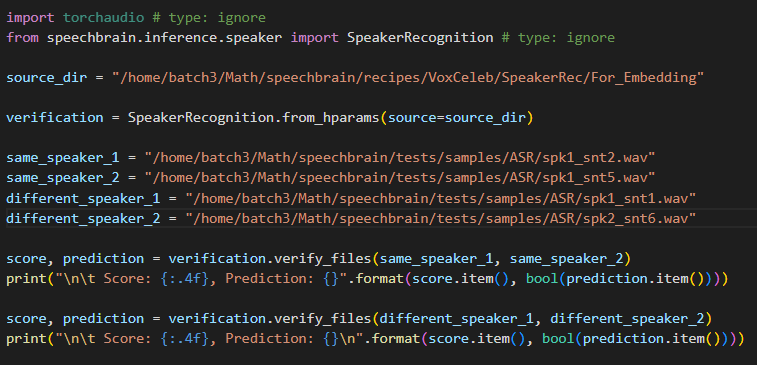 import torchaudio # type: ignore
from speechbrain.inference.speaker import SpeakerRecognition # type: ignore
source_dir = "/home/batch3/Math/speechbrain/recipes/VoxCeleb/SpeakerRec/For_Embedding"
verification = SpeakerRecognition.from_hparams(source=source_dir)
same_speaker_1 = "/home/batch3/Math/speechbrain/tests/samples/ASR/spk1_snt2.wav"
same_speaker_2 = "/home/batch3/Math/speechbrain/tests/samples/ASR/spk1_snt5.wav"
different_speaker_1 = "/home/batch3/Math/speechbrain/tests/samples/ASR/spk1_snt1.wav"
different_speaker_2 = "/home/batch3/Math/speechbrain/tests/samples/ASR/spk2_snt6.wav"
score, prediction = verification.verify_files(same_speaker_1, same_speaker_2)
print("\n\t Score: {:.4f}, Prediction: {}".format(score.item(), bool(prediction.item())))
score, prediction = verification.verify_files(different_speaker_1, different_speaker_2)
print("\n\t Score: {:.4f}, Prediction: {}\n".format(score.item(), bool(prediction.item())))